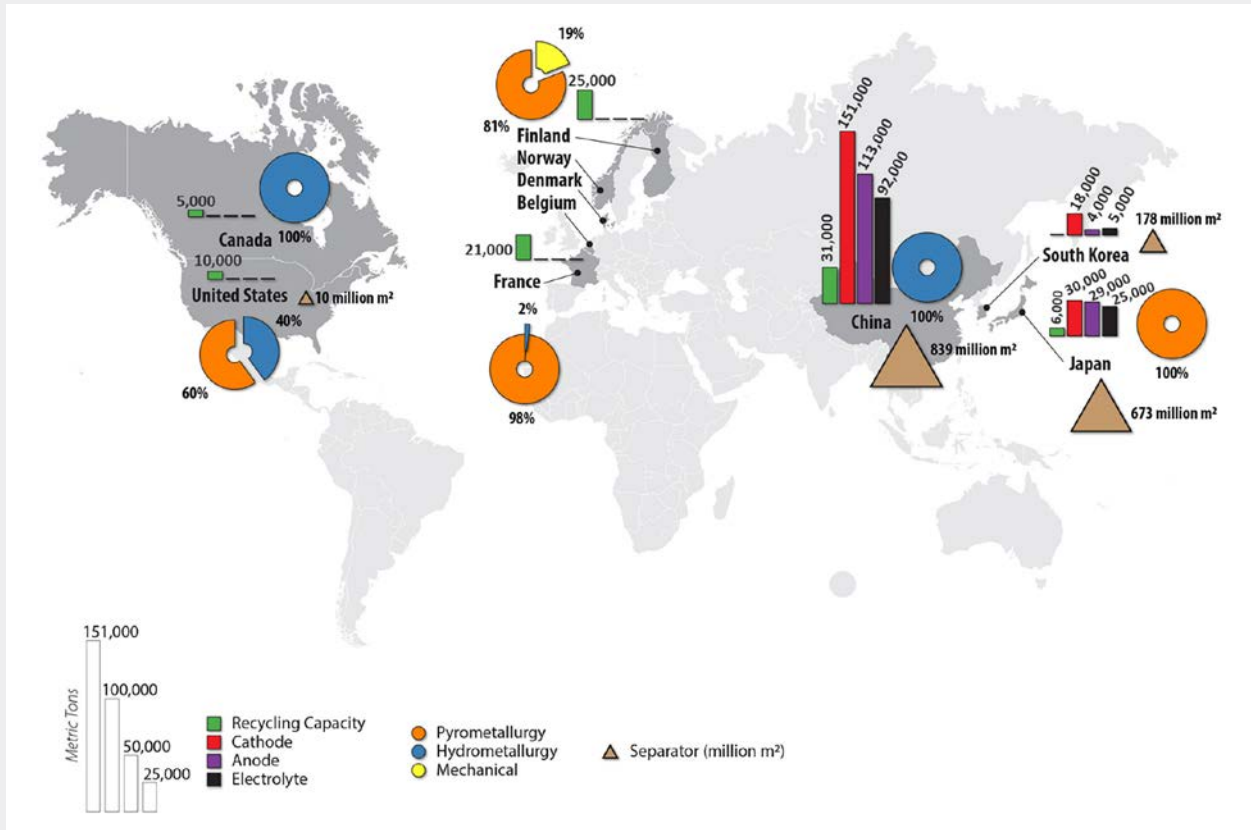 19%
25,000
81%
Finland
Norway
Denmark
Belgium
21,000
France
2%
98%
5,000
Canada
100%
10,000
United States
10 million m²
40%
60%
31,000
151,000
113,000
92,000
China
100%
839 million m²
18,000
4,000
5,000
178 million m²
South Korea
6,000
30,000
29,000
25,000
Japan
100%
673 million m²
151,000
100,000
50,000
25,000
Metric Tons
Recycling Capacity
Cathode
Anode
Electrolyte
Pyrometallurgy
Hydrometallurgy
Mechanical
Separator (million m²)